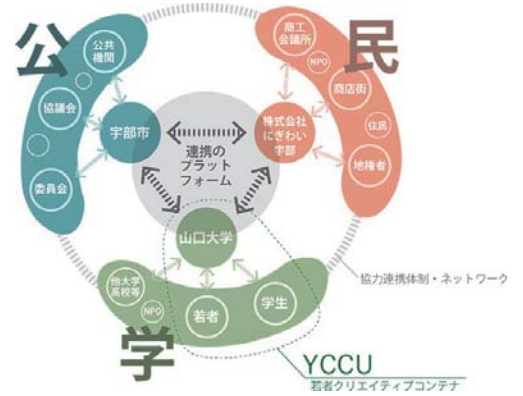 公
公共
機関
協議会
委員会
宇部市
民
商工
会議所
NPO
商店街
住民
地権者
株式会社
にぎわい
宇部
連携の
プラット
フォーム
山口大学
他大学
高校等
NPO
若者
学生
学
協力連携体制・ネットワーク
YCCU
若者クリエイティブコンテナ